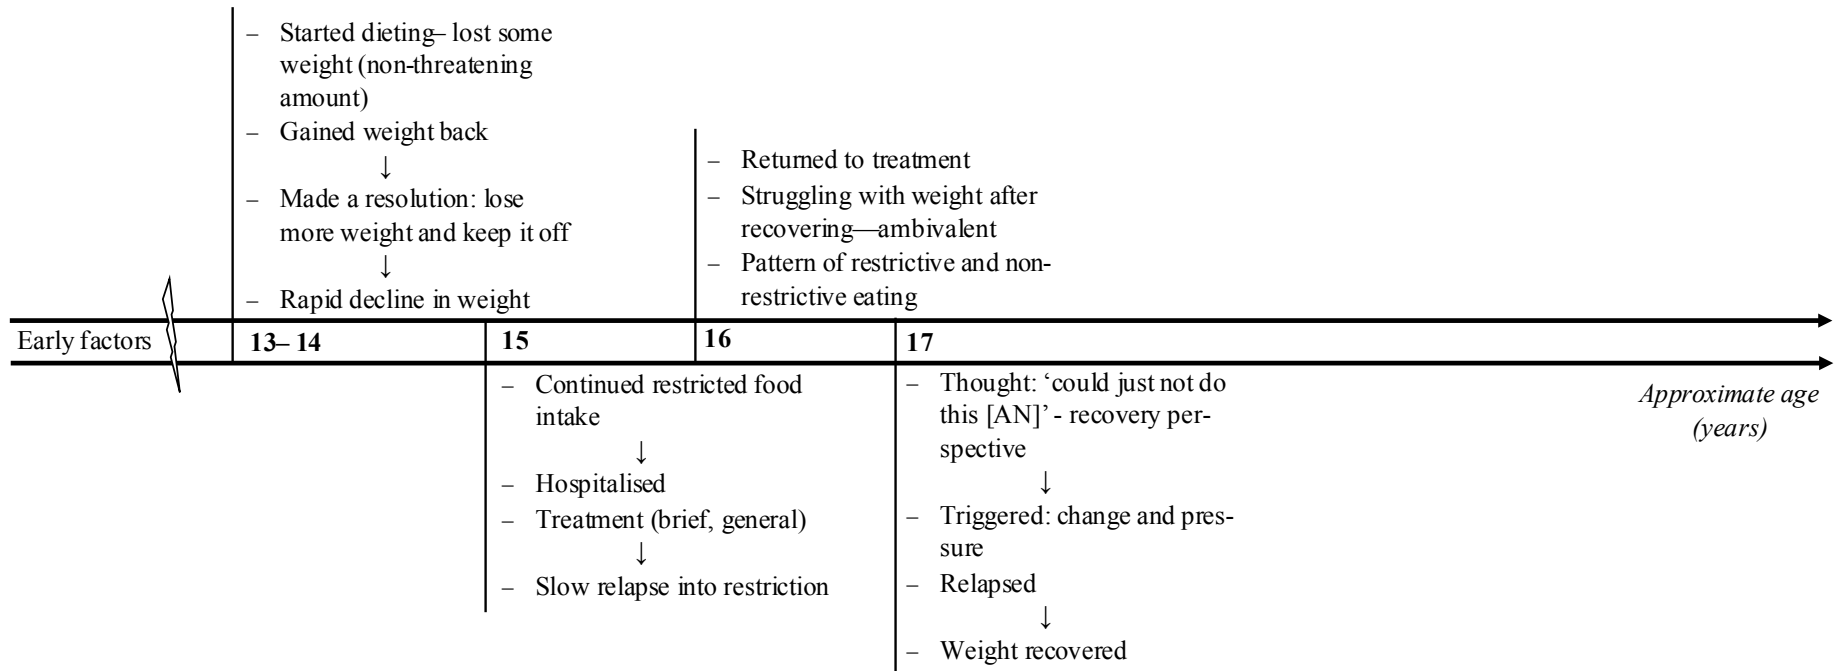 – Started dieting– lost some
weight (non-threatening
amount)
– Gained weight back
↓
– Made a resolution: lose
more weight and keep it off
↓
– Rapid decline in weight
– Returned to treatment
– Struggling with weight after
recovering—ambivalent
– Pattern of restrictive and non-
restrictive eating
Early factors
13– 14
15
16
17
– Continued restricted food
intake
↓
– Hospitalised
– Treatment (brief, general)
↓
– Slow relapse into restriction
– Thought: ‘could just not do
this [AN]’ - recovery per-
spective
↓
– Triggered: change and pres-
sure
– Relapsed
↓
– Weight recovered
Approximate age
(years)